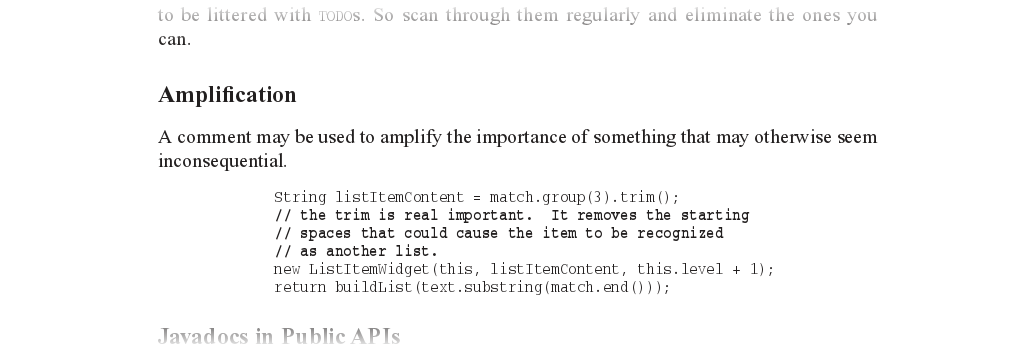 to be littered with TODOs. So scan through them regularly and eliminate the ones you
can.
Amplification
A comment may be used to amplify the importance of something that may otherwise seem
inconsequential.
String listItemContent = match.group(3).trim();
// the trim is real important.  It removes the starting
// spaces that could cause the item to be recognized
// as another list.
new ListItemWidget(this, listItemContent, this.level + 1);
return buildList(text.substring(match.end()));
Javadocs in Public APIs